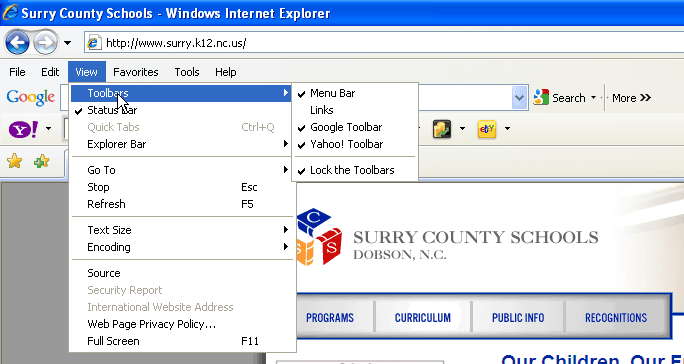 Surry County Schools - Windows Internet Explorer
http://www.surry.k12.nc.us/
File Edit View Favorites Tools Help
Google
Search
More >>
Y!
Toolbars
Status Bar
Quick Tabs Ctrl+Q
Explorer Bar
Go To
Stop Esc
Refresh F5
Text Size
Encoding
Source
Security Report
International Website Address
Web Page Privacy Policy...
Full Screen F11
Menu Bar
Links
Google Toolbar
Yahoo! Toolbar
Lock the Toolbars
C S S
SURRY COUNTY SCHOOLS
DOBSON, N.C.
PROGRAMS CURRICULUM PUBLIC INFO RECOGNITIONS
Our Children, Our